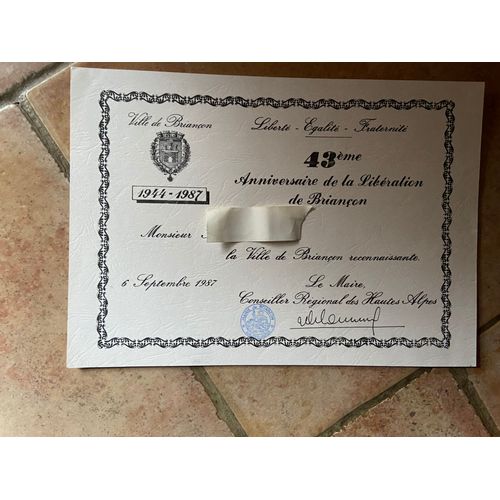 Ville de Briançon
Liberté - Egalité - Fraternité
43ème
Anniversaire de la Libération
de Briançon
1944-1987
Monsieur
la Ville de Briançon reconnaissante.
6 Septembre 1987
Le Maire,
Conseiller Regional des Hautes Alpes